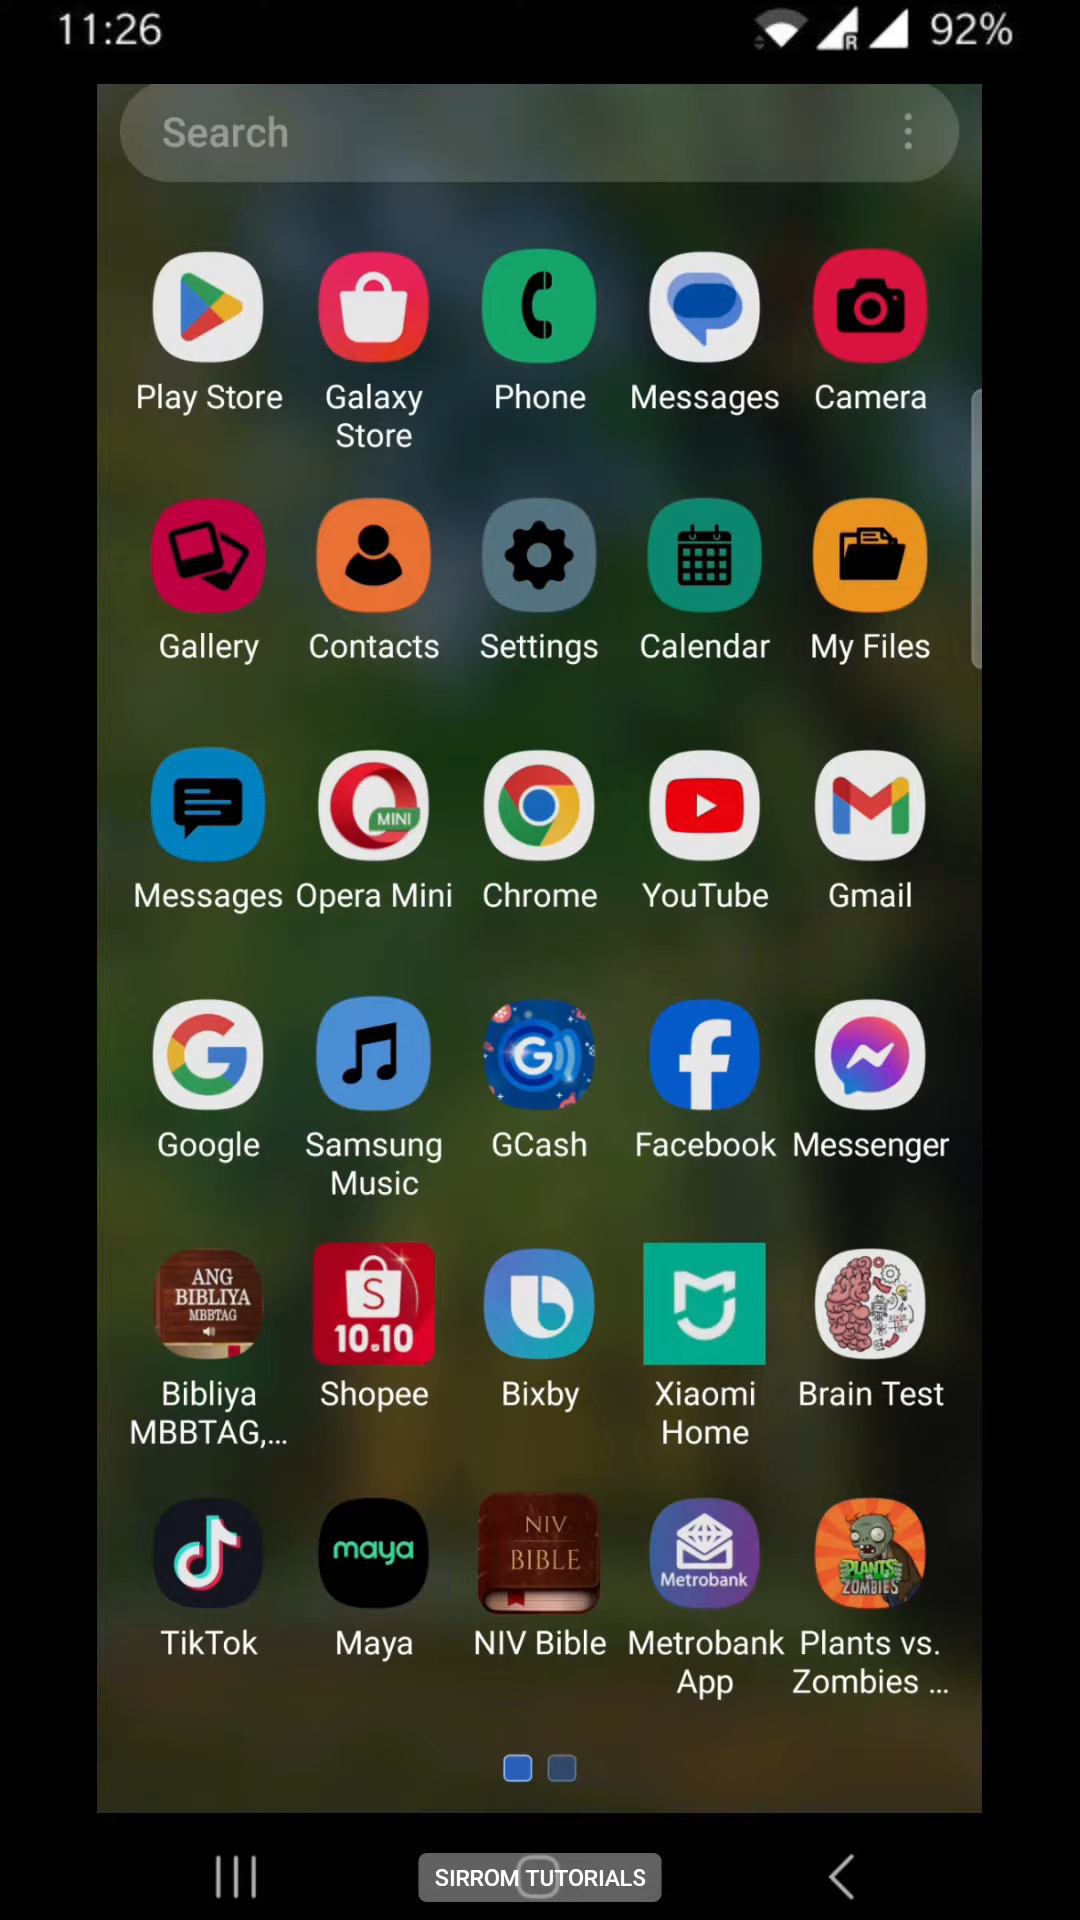 11:26
R
92%
Search
Play Store
Galaxy
Store
Phone
Messages
Camera
Gallery
Contacts
Settings
Calendar
My Files
MINI
Messages
Opera Mini
Chrome
YouTube
Gmail
G
Google
Samsung
Music
GCash
Facebook
Messenger
ANG
BIBLIYA
MBBTAG
Bibliya
MBBTAG,...
S
10.10
Shopee
Bixby
Xiaomi
Home
Brain Test
TikTok
maya
Maya
NIV
BIBLE
NIV Bible
Metrobank
Metrobank
App
PLANTS
VS.
ZOMBIES
Plants vs.
Zombies ...
SIRROM TUTORIALS